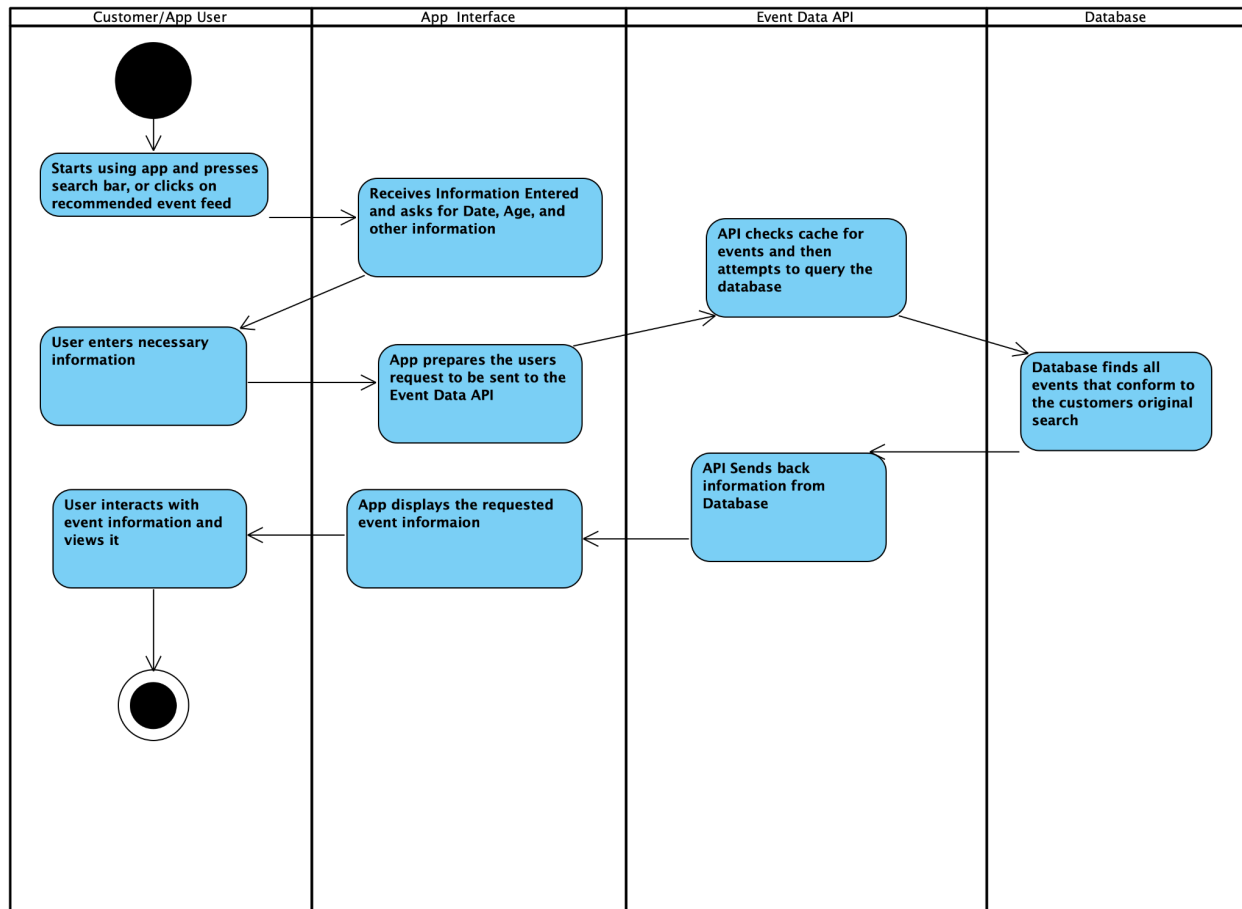 Customer/App User
App Interface
Event Data API
Database
Starts using app and presses
search bar, or clicks on
recommended event feed
Receives Information Entered
and asks for Date, Age, and
other information
API checks cache for
events and then
attempts to query the
database
User enters necessary
information
App prepares the users
request to be sent to the
Event Data API
Database finds all
events that conform to
the customers original
search
User interacts with
event information and
views it
App displays the requested
event informaion
API Sends back
information from
Database